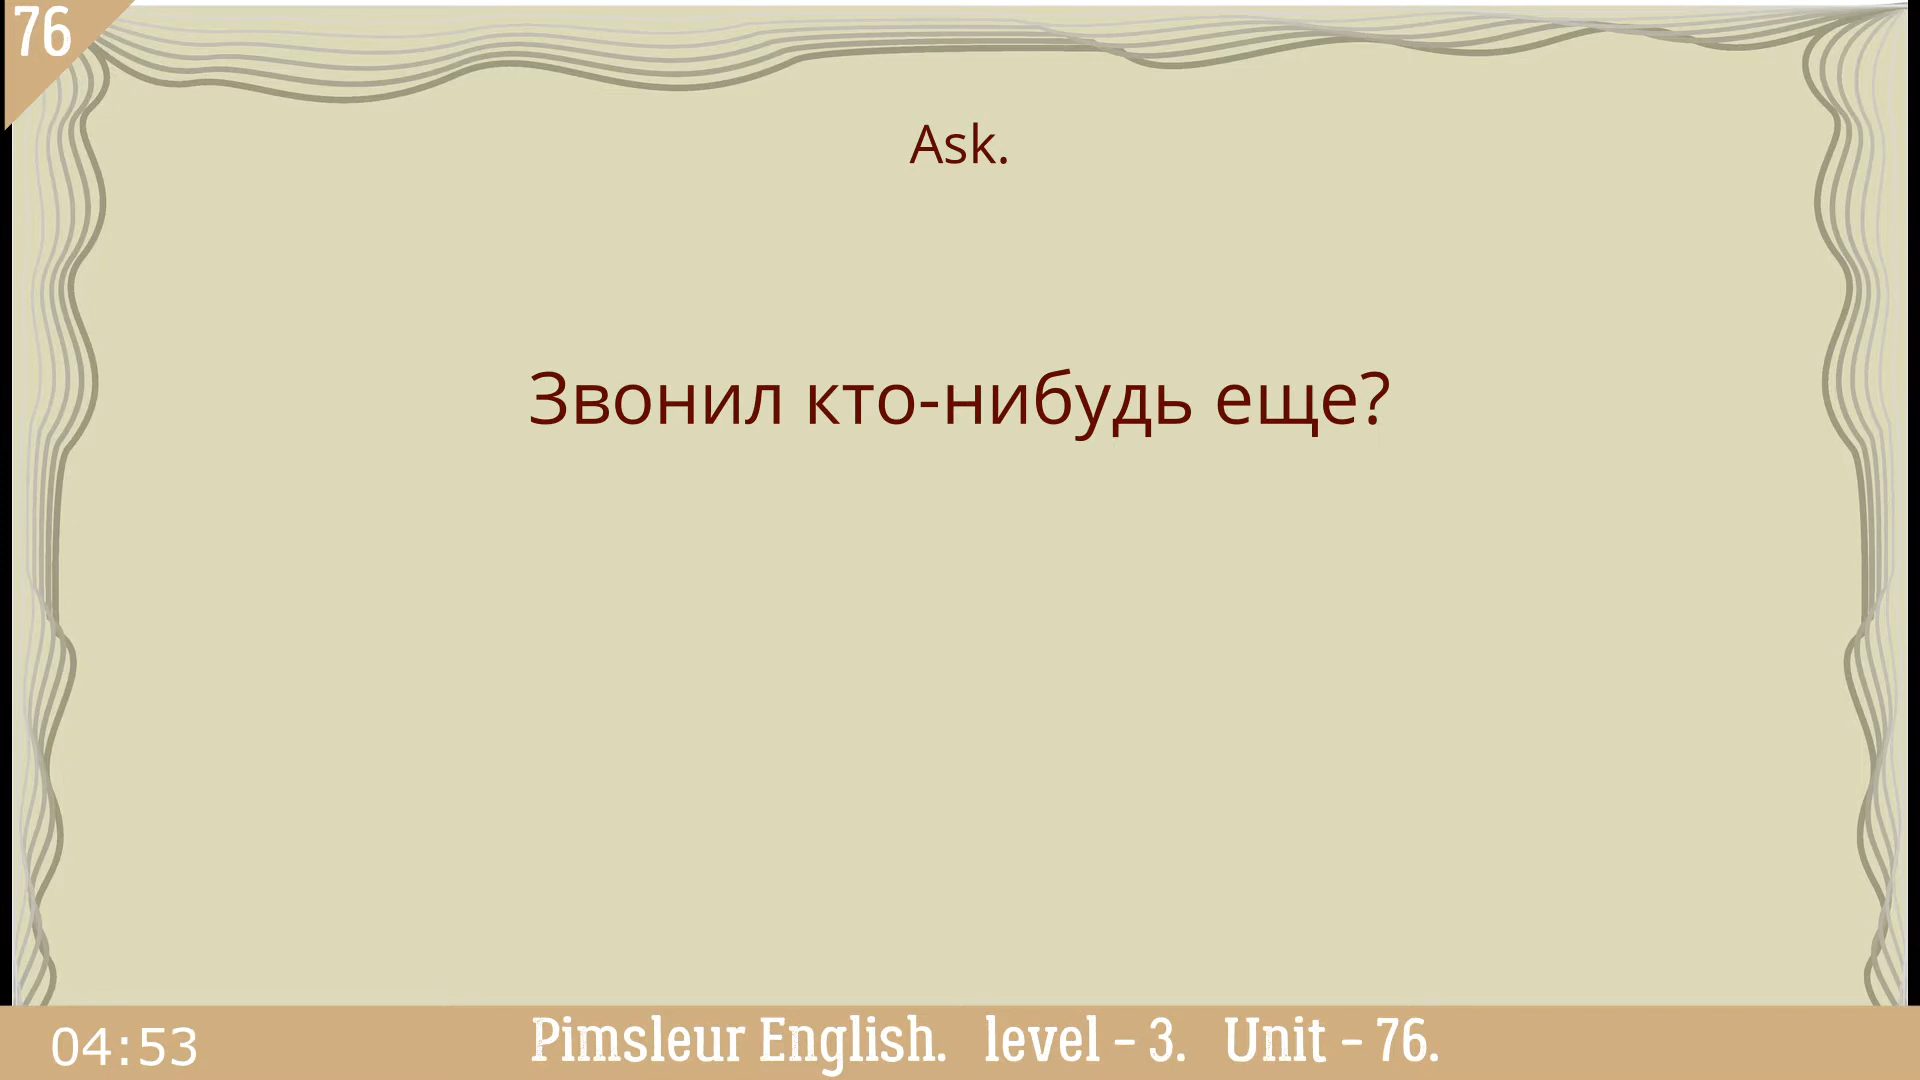 76
Ask.
Звонил кто-нибудь еще?
04:53
Pimsleur English. level - 3. Unit - 76.